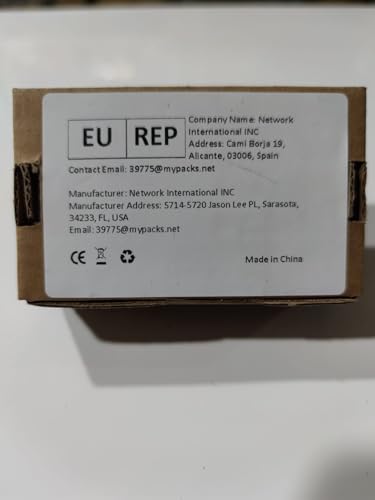 EU REP
Company Name: Network
International INC
Address: Cami Borja 19,
Alicante, 03006, Spain
Contact Email: 39775@mypacks.net
Manufacturer: Network International INC
Manufacturer Address: 5714-5720 Jason Lee PL, Sarasota,
34233, FL, USA
Email: 39775@mypacks.net
CE
Made in China